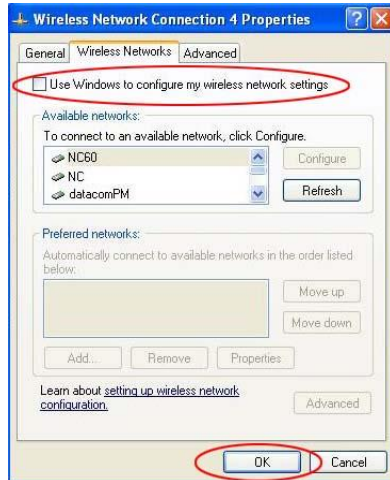 Wireless Network Connection 4 Properties
General
Wireless Networks
Advanced
Use Windows to configure my wireless network settings
Available networks:
To connect to an available network, click Configure.
NC60
NC
datacomPM
Configure
Refresh
Preferred networks:
Automatically connect to available networks in the order listed
below:
Move up
Move down
Add...
Remove
Properties
Learn about setting up wireless network
configuration.
Advanced
OK
Cancel